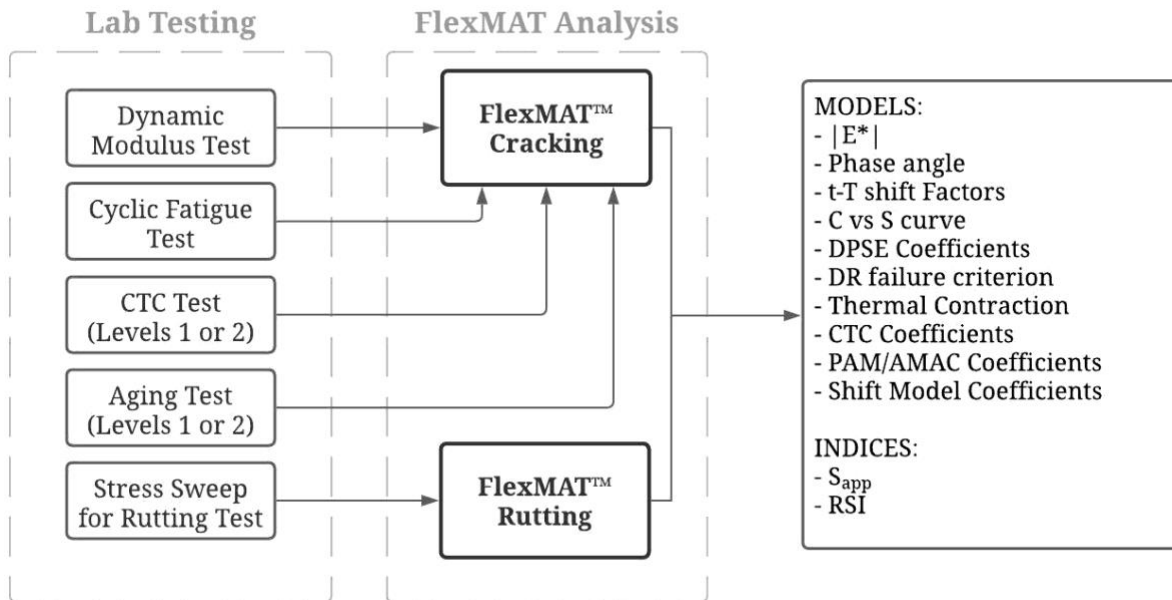 Lab Testing
FlexMAT Analysis
Dynamic
Modulus Test
Cyclic Fatigue
Test
CTC Test
(Levels 1 or 2)
Aging Test
(Levels 1 or 2)
Stress Sweep
for Rutting Test
FlexMAT™
Cracking
FlexMAT™
Rutting
MODELS:
- |E*|
- Phase angle
- t-T shift Factors
- C vs S curve
- DPSE Coefficients
- DR failure criterion
- Thermal Contraction
- CTC Coefficients
- PAM/AMAC Coefficients
- Shift Model Coefficients
INDICES:
- Sapp
- RSI